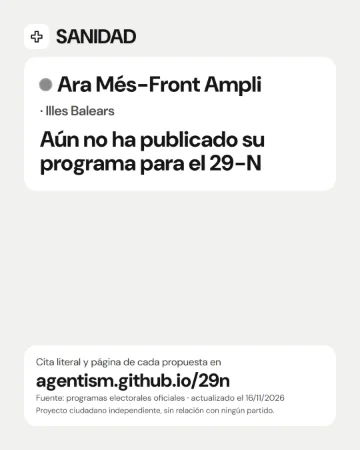 SANIDAD
Ara Més-Front Ampli
· Illes Balears
Aún no ha publicado su
programa para el 29-N
Cita literal y página de cada propuesta en
agentism.github.io/29n
Fuente: programas electorales oficiales · actualizado el 16/11/2026
Proyecto ciudadano independiente, sin relación con ningún partido.